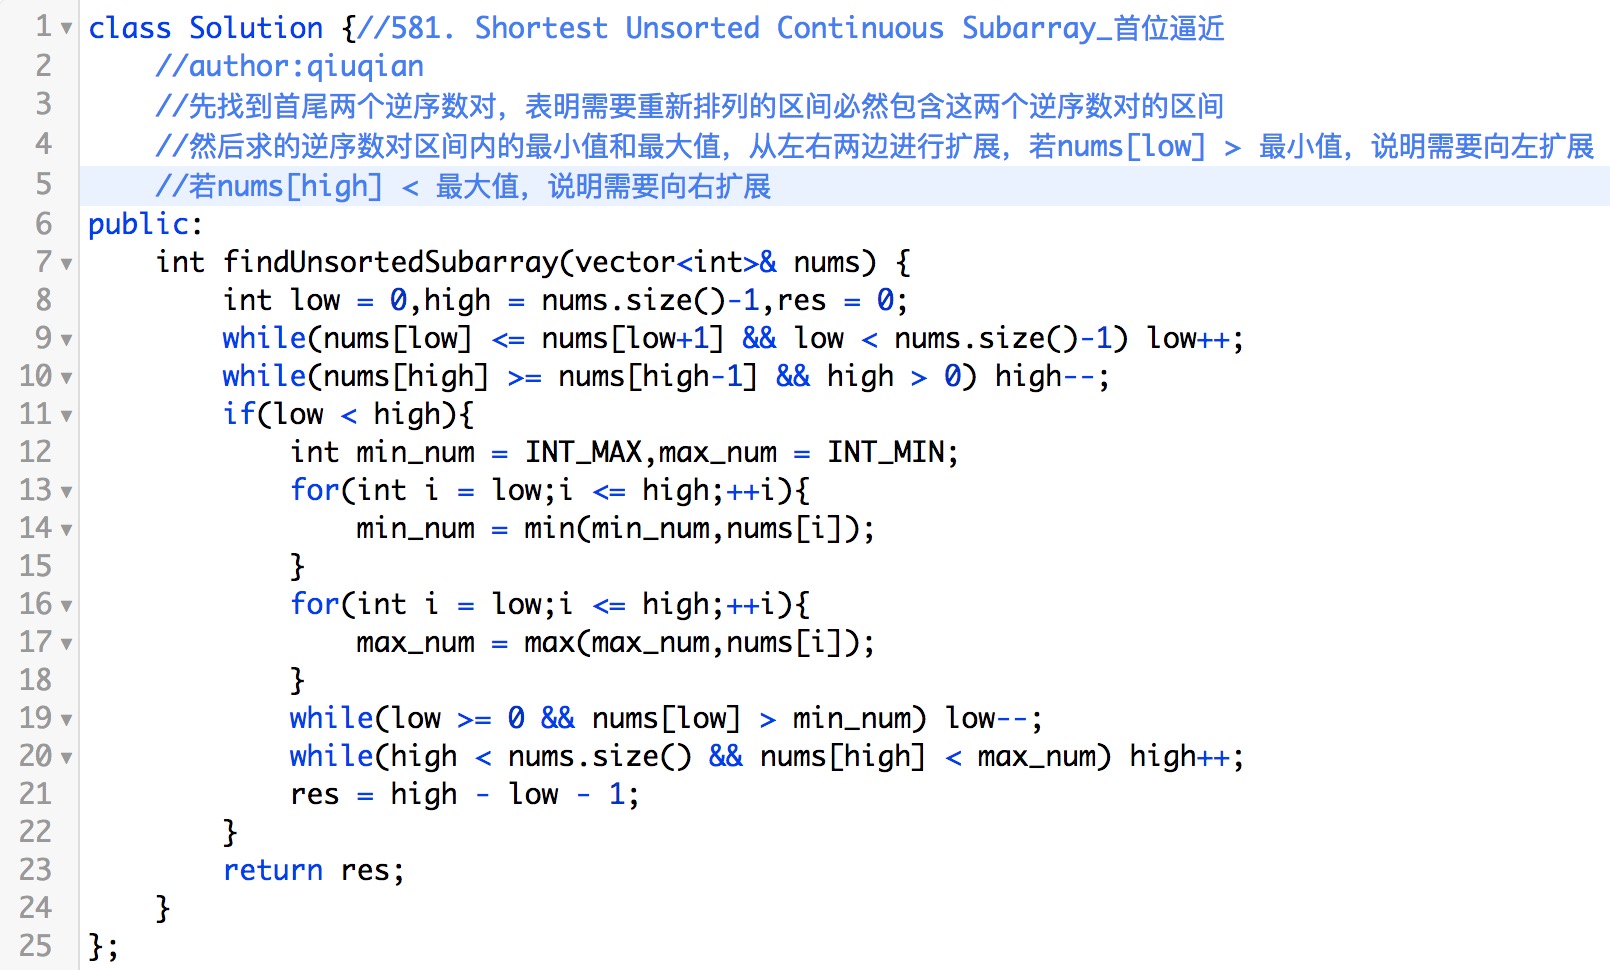 1 class Solution {//581. Shortest Unsorted Continuous Subarray_首位逼近
2     //author:qiuqian
3     //先找到首尾两个逆序数对，表明需要重新排列的区间必然包含这两个逆序数对的区间
4     //然后求的逆序数对区间内的最小值和最大值，从左右两边进行扩展，若nums[low] > 最小值，说明需要向左扩展
5     //若nums[high] < 最大值，说明需要向右扩展
6 public:
7     int findUnsortedSubarray(vector<int>& nums) {
8         int low = 0,high = nums.size()-1,res = 0;
9         while(nums[low] <= nums[low+1] && low < nums.size()-1) low++;
10         while(nums[high] >= nums[high-1] && high > 0) high--;
11         if(low < high){
12             int min_num = INT_MAX,max_num = INT_MIN;
13             for(int i = low;i <= high;++i){
14                 min_num = min(min_num,nums[i]);
15             }
16             for(int i = low;i <= high;++i){
17                 max_num = max(max_num,nums[i]);
18             }
19             while(low >= 0 && nums[low] > min_num) low--;
20             while(high < nums.size() && nums[high] < max_num) high++;
21             res = high - low - 1;
22         }
23         return res;
24     }
25 };